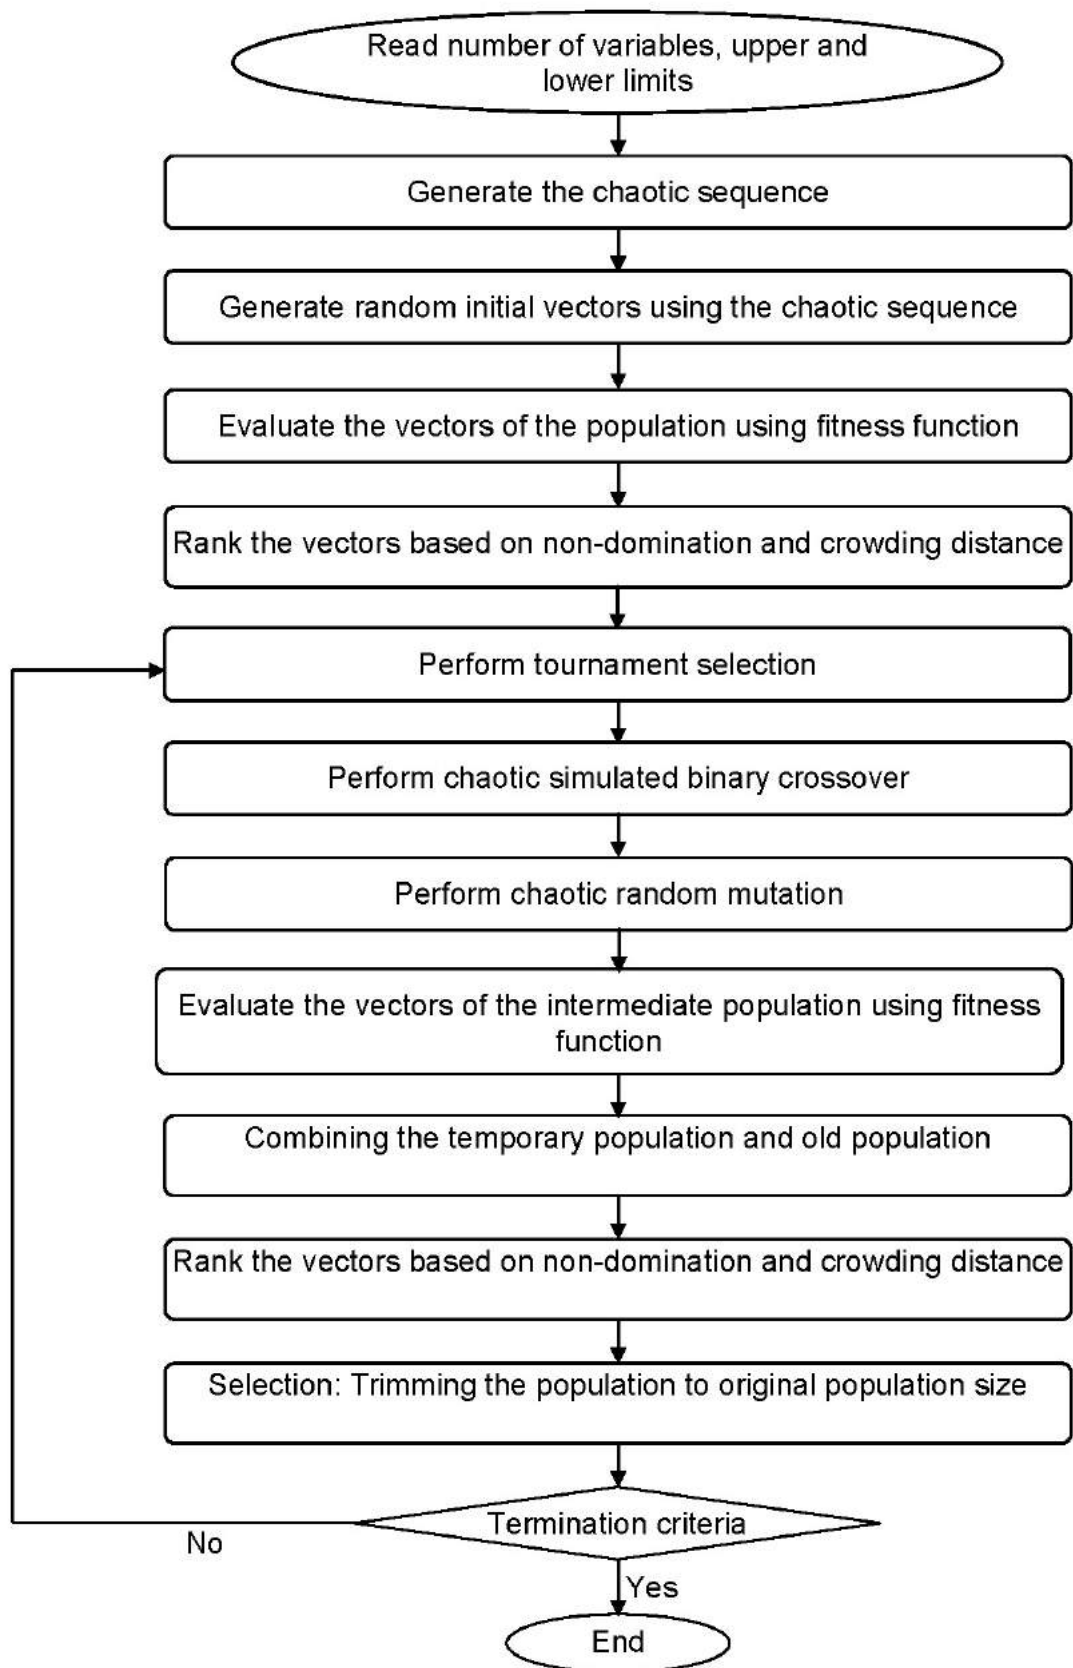 Read number of variables, upper and
lower limits
Generate the chaotic sequence
Generate random initial vectors using the chaotic sequence
Evaluate the vectors of the population using fitness function
Rank the vectors based on non-domination and crowding distance
Perform tournament selection
Perform chaotic simulated binary crossover
Perform chaotic random mutation
Evaluate the vectors of the intermediate population using fitness
function
Combining the temporary population and old population
Rank the vectors based on non-domination and crowding distance
Selection: Trimming the population to original population size
Termination criteria
No
Yes
End